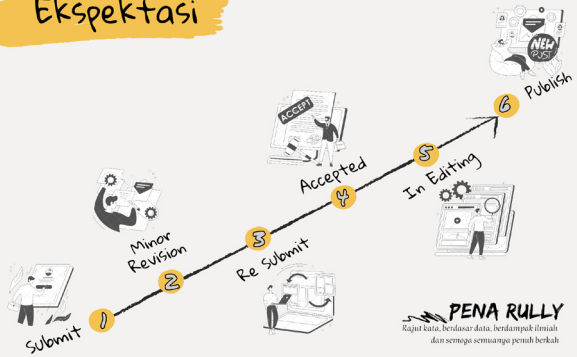 Ekspektasi
1
Submit
2
Minor
Revision
3
Re Submit
4
Accepted
ACCEPT
5
In Editing
6
Publish
NEW
POST
PENA RULLY
Rajut kata, berdasar data, berdampak ilmiah
dan semoga semuanya penuh berkah